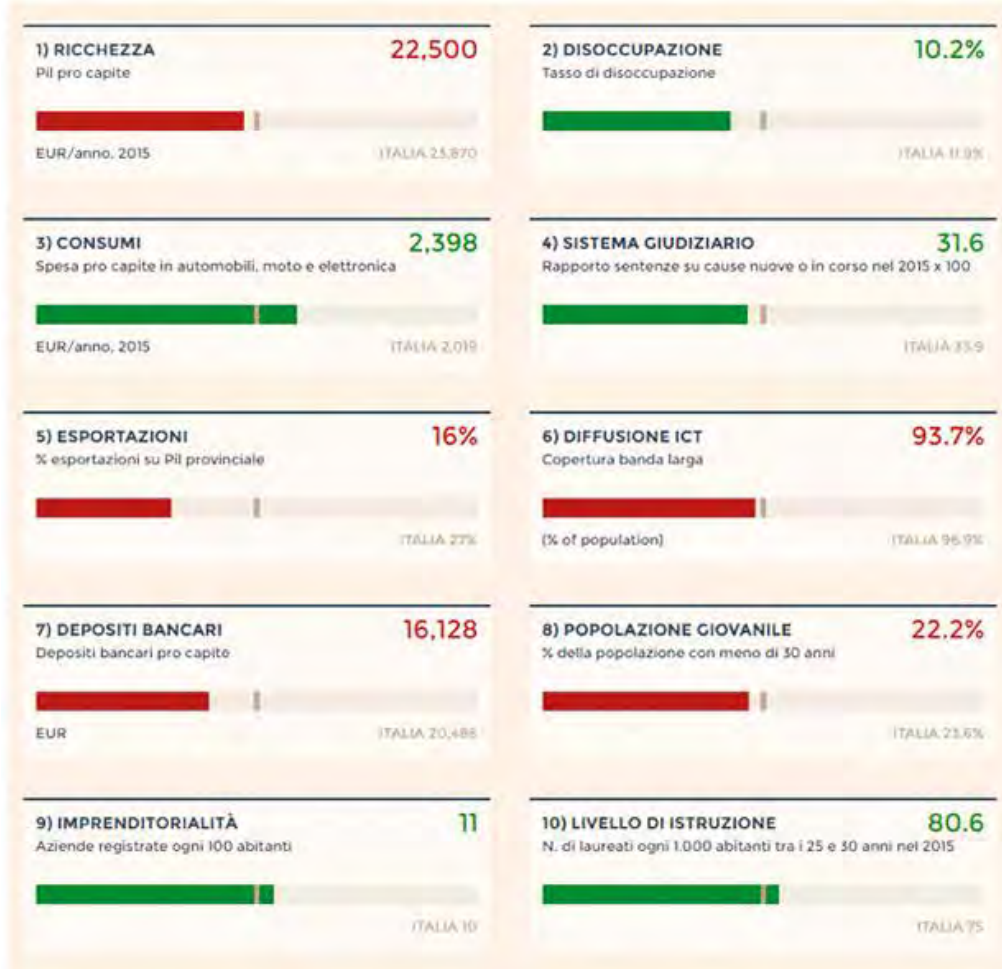 1) RICCHEZZA 22,500
Pil pro capite
EUR/anno, 2015 ITALIA 23,870
2) DISOCCUPAZIONE 10.2%
Tasso di disoccupazione
ITALIA 11.9%
3) CONSUMI 2,398
Spesa pro capite in automobili, moto e elettronica
EUR/anno, 2015 ITALIA 2,019
4) SISTEMA GIUDIZIARIO 31.6
Rapporto sentenze su cause nuove o in corso nel 2015 x 100
ITALIA 33.9
5) ESPORTAZIONI 16%
% esportazioni su Pil provinciale
ITALIA 27%
6) DIFFUSIONE ICT 93.7%
Copertura banda larga
(% of population) ITALIA 96.9%
7) DEPOSITI BANCARI 16,128
Depositi bancari pro capite
EUR ITALIA 20,486
8) POPOLAZIONE GIOVANILE 22.2%
% della popolazione con meno di 30 anni
ITALIA 23.6%
9) IMPRENDITORIALITÀ 11
Aziende registrate ogni 100 abitanti
ITALIA 10
10) LIVELLO DI ISTRUZIONE 80.6
N. di laureati ogni 1.000 abitanti tra i 25 e 30 anni nel 2015
ITALIA 75